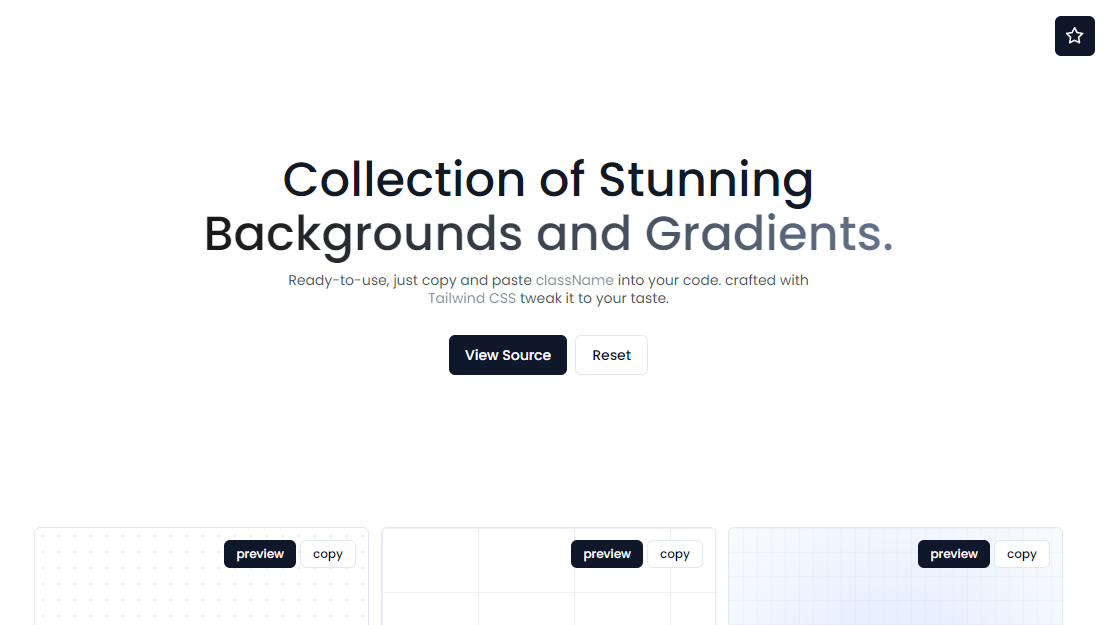 Collection of Stunning
Backgrounds and Gradients.
Ready-to-use, just copy and paste className into your code. crafted with
Tailwind CSS tweak it to your taste.
View Source Reset
preview copy preview copy preview copy